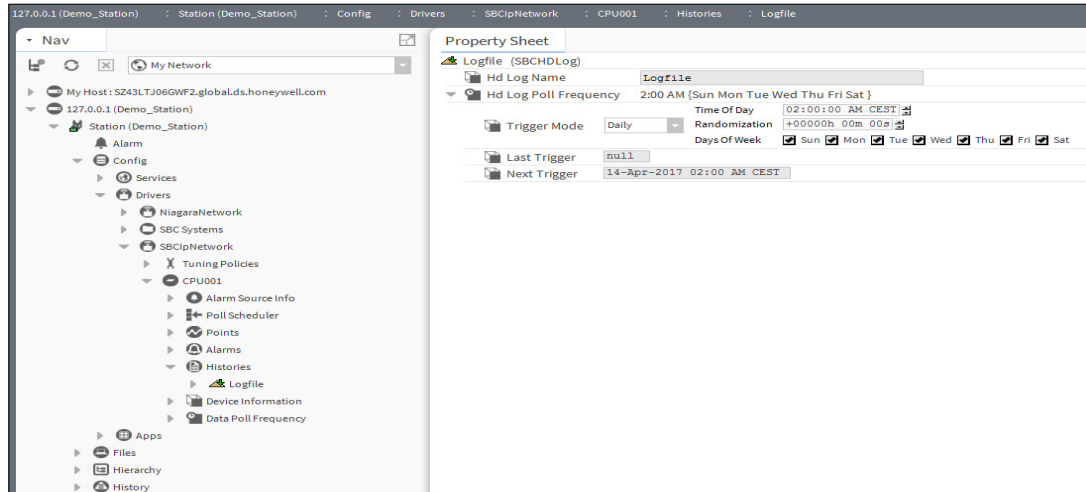 127.0.0.1 (Demo_Station) : Station (Demo_Station) : Config : Drivers : SBCIpNetwork : CPU001 : Histories : Logfile
Nav
My Network
My Host : SZ43LTJ06GWF2.global.ds.honeywell.com
127.0.0.1 (Demo_Station)
Station (Demo_Station)
Alarm
Config
Services
Drivers
NiagaraNetwork
SBC Systems
SBCIpNetwork
Tuning Policies
CPU001
Alarm Source Info
Poll Scheduler
Points
Alarms
Histories
Logfile
Device Information
Data Poll Frequency
Apps
Files
Hierarchy
History
Property Sheet
Logfile (SBCHDLog)
Hd Log Name Logfile
Hd Log Poll Frequency 2:00 AM {Sun Mon Tue Wed Thu Fri Sat }
Time Of Day 02:00:00 AM CEST
Trigger Mode Daily Randomization +00000h 00m 00s
Days Of Week Sun Mon Tue Wed Thu Fri Sat
Last Trigger null
Next Trigger 14-Apr-2017 02:00 AM CEST